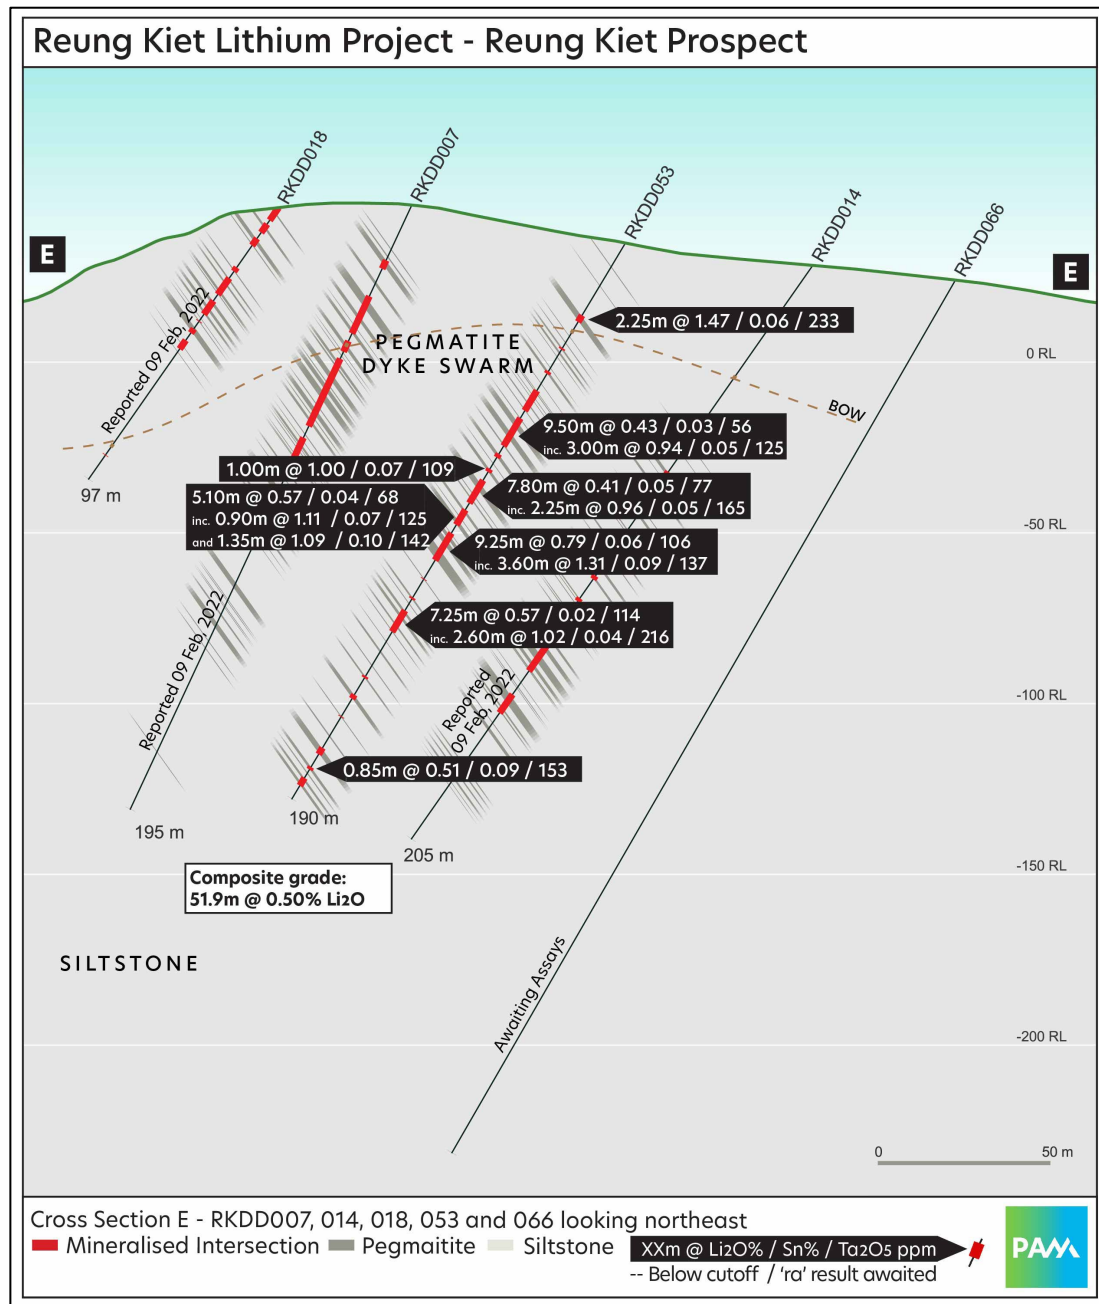 Reung Kiet Lithium Project - Reung Kiet Prospect
RKDD018
RKDD007
RKDD053
RKDD014
RKDD066
E
E
2.25m @ 1.47 / 0.06 / 233
PEGMATITE
DYKE SWARM
0 RL
BOW
Reported 09 Feb, 2022
9.50m @ 0.43 / 0.03 / 56
inc. 3.00m @ 0.94 / 0.05 / 125
1.00m @ 1.00 / 0.07 / 109
97 m
7.80m @ 0.41 / 0.05 / 77
inc. 2.25m @ 0.96 / 0.05 / 165
5.10m @ 0.57 / 0.04 / 68
inc. 0.90m @ 1.11 / 0.07 / 125
and 1.35m @ 1.09 / 0.10 / 142
-50 RL
9.25m @ 0.79 / 0.06 / 106
inc. 3.60m @ 1.31 / 0.09 / 137
7.25m @ 0.57 / 0.02 / 114
inc. 2.60m @ 1.02 / 0.04 / 216
Reported 09 Feb, 2022
Reported
09 Feb, 2022
-100 RL
0.85m @ 0.51 / 0.09 / 153
195 m
190 m
205 m
-150 RL
Composite grade:
51.9m @ 0.50% Li2O
SILTSTONE
Awaiting Assays
-200 RL
0 50 m
Cross Section E - RKDD007, 014, 018, 053 and 066 looking northeast
Mineralised Intersection Pegmaitite Siltstone
XXm @ Li2O% / Sn% / Ta2O5 ppm
-- Below cutoff / 'ra' result awaited
PAM